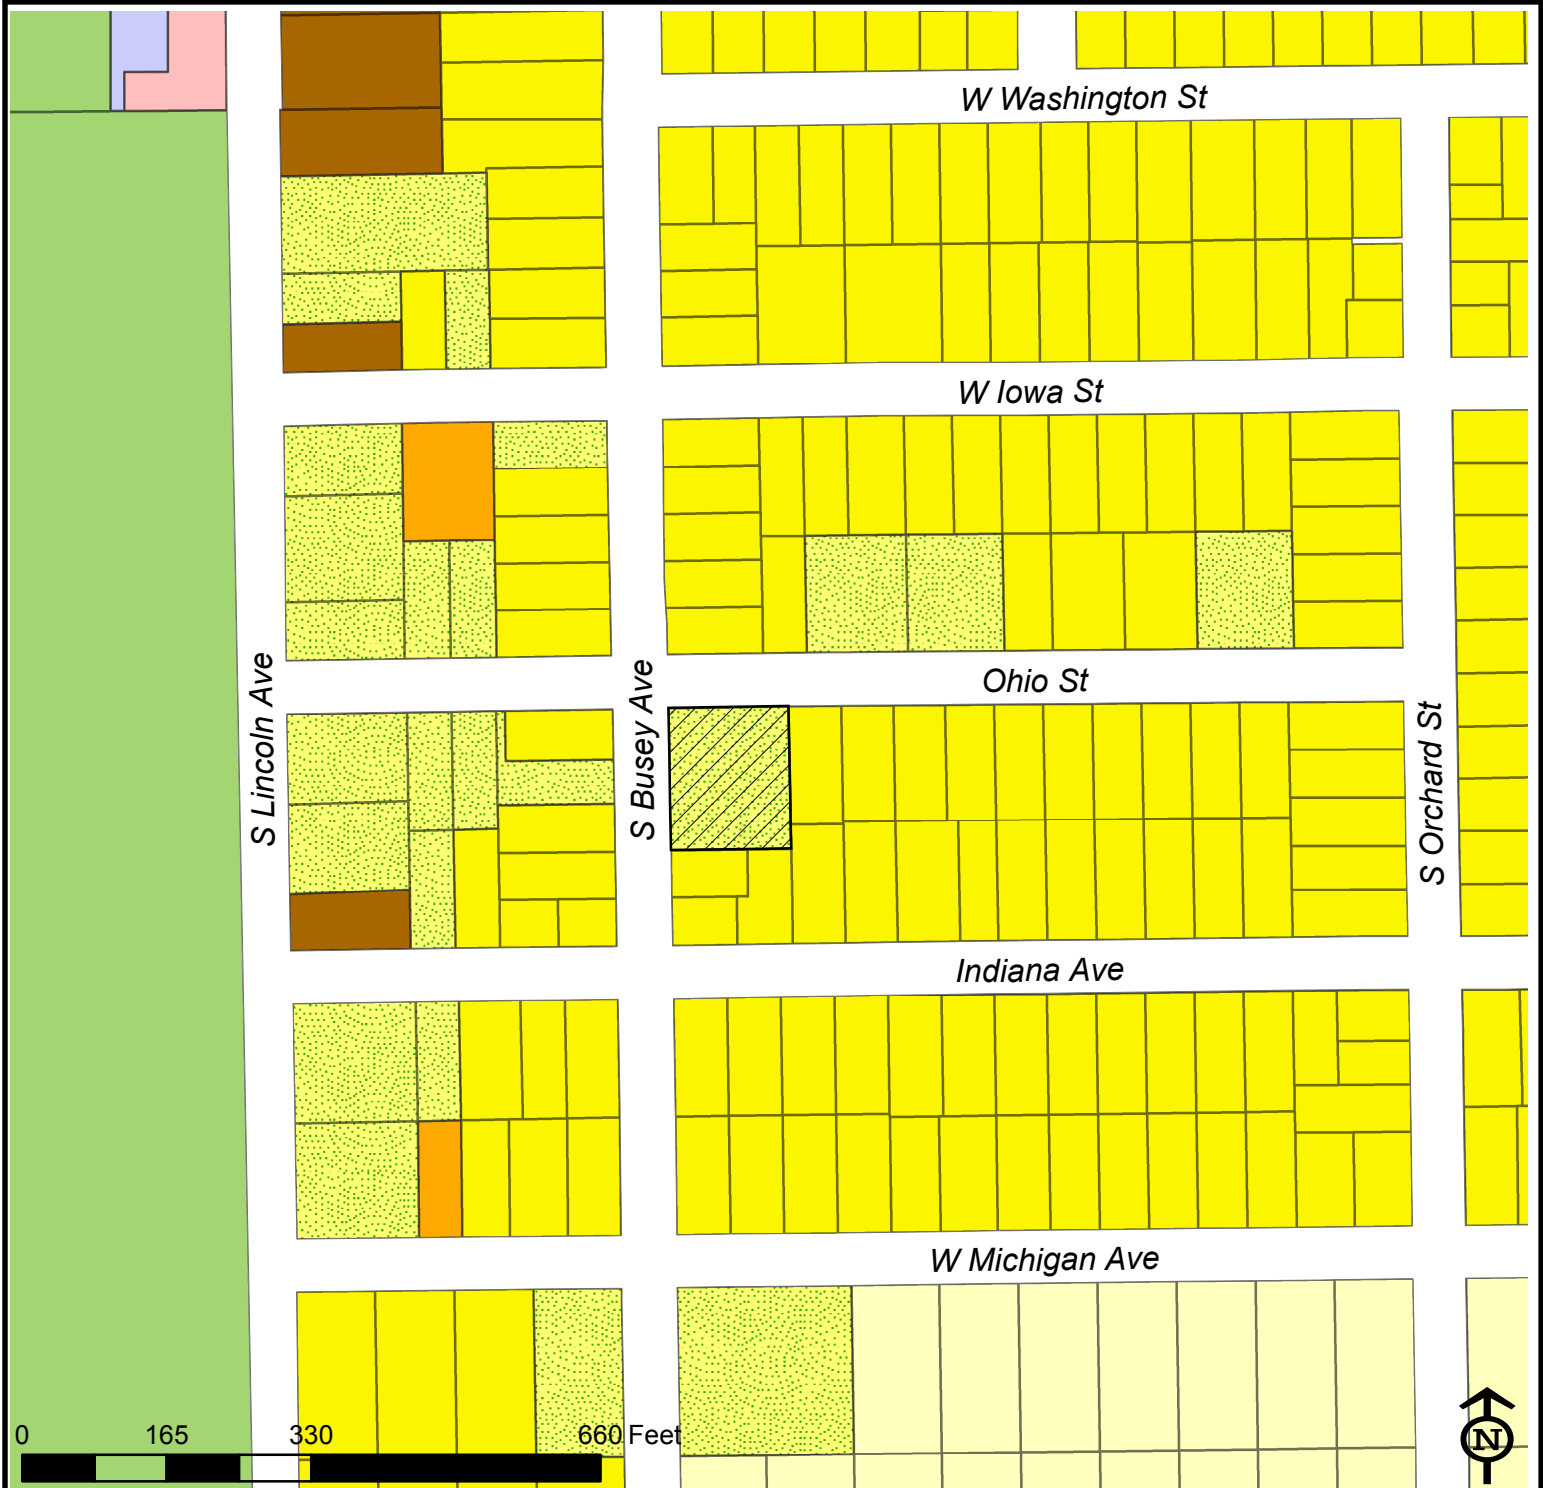 W Washington St
W Iowa St
S Lincoln Ave
S Busey Ave
Ohio St
S Orchard St
Indiana Ave
W Michigan Ave
0 165 330 660 Feet
N